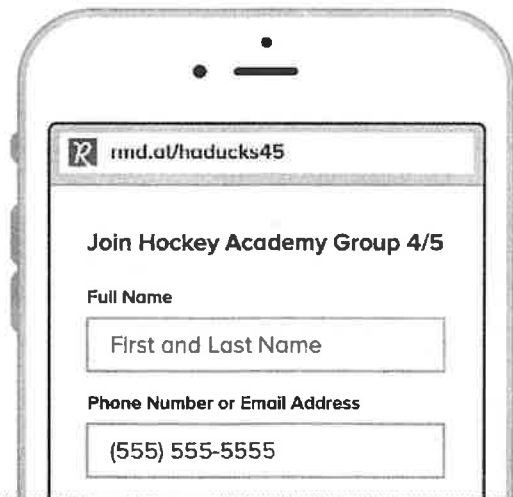 R rmd.at/haducks45
Join Hockey Academy Group 4/5
Full Name
First and Last Name
Phone Number or Email Address
(555) 555-5555